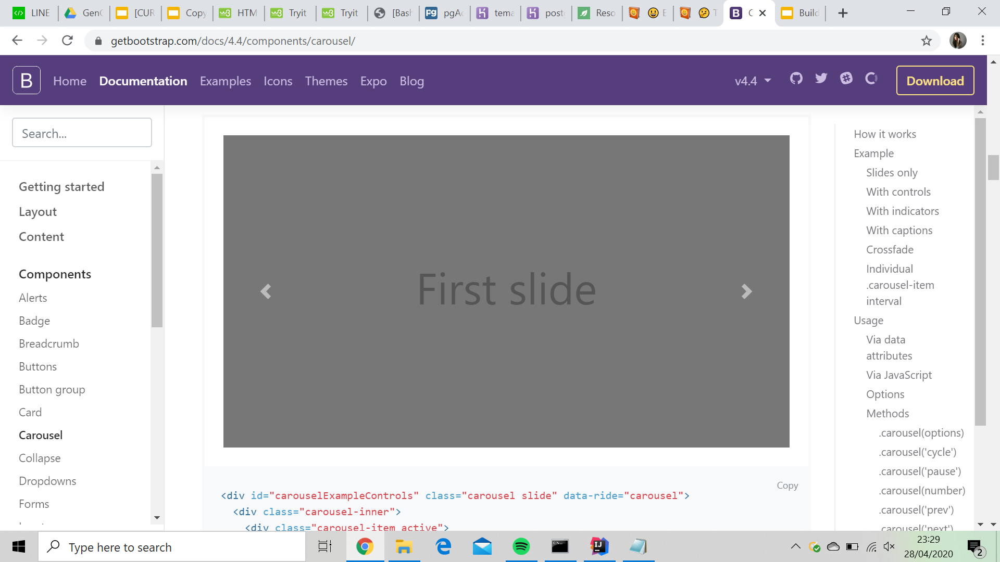 LINE
GenC
[CUR
Copy
HTM
Tryit
Tryit
[Bash
pgAc
tema
post
Reso
E
T
C
Build
getbootstrap.com/docs/4.4/components/carousel/
B Home Documentation Examples Icons Themes Expo Blog v4.4 Download
Search...
Getting started
Layout
Content
Components
Alerts
Badge
Breadcrumb
Buttons
Button group
Card
Carousel
Collapse
Dropdowns
Forms
First slide
Copy
<div id="carouselExampleControls" class="carousel slide" data-ride="carousel">
<div class="carousel-inner">
<div class="carousel-item active">
How it works
Example
Slides only
With controls
With indicators
With captions
Crossfade
Individual
.carousel-item
interval
Usage
Via data
attributes
Via JavaScript
Options
Methods
.carousel(options)
.carousel('cycle')
.carousel('pause')
.carousel(number)
.carousel('prev')
.carousel('next')
Type here to search
23:29
28/04/2020
2